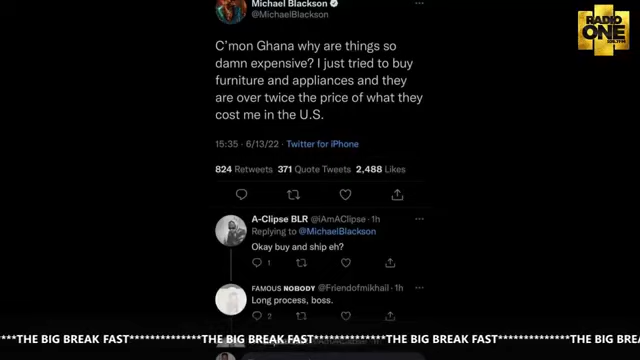 Michael Blackson
@MichaelBlackson
RADIO
ONE
C'mon Ghana why are things so
damn expensive? I just tried to buy
furniture and appliances and they
are over twice the price of what they
cost me in the U.S.
15:35 · 6/13/22 · Twitter for iPhone
824 Retweets 371 Quote Tweets 2,488 Likes
A-Clipse BLR @iAmAClipse · 1h
Replying to @MichaelBlackson
Okay buy and ship eh?
1
FAMOUS NOBODY @Friendofmikhail · 1h
Long process, boss.
2
****THE BIG BREAK FAST**************THE BIG BREAK FAST**************THE BIG BREAK FAST**************THE BIG BREAK FAST****